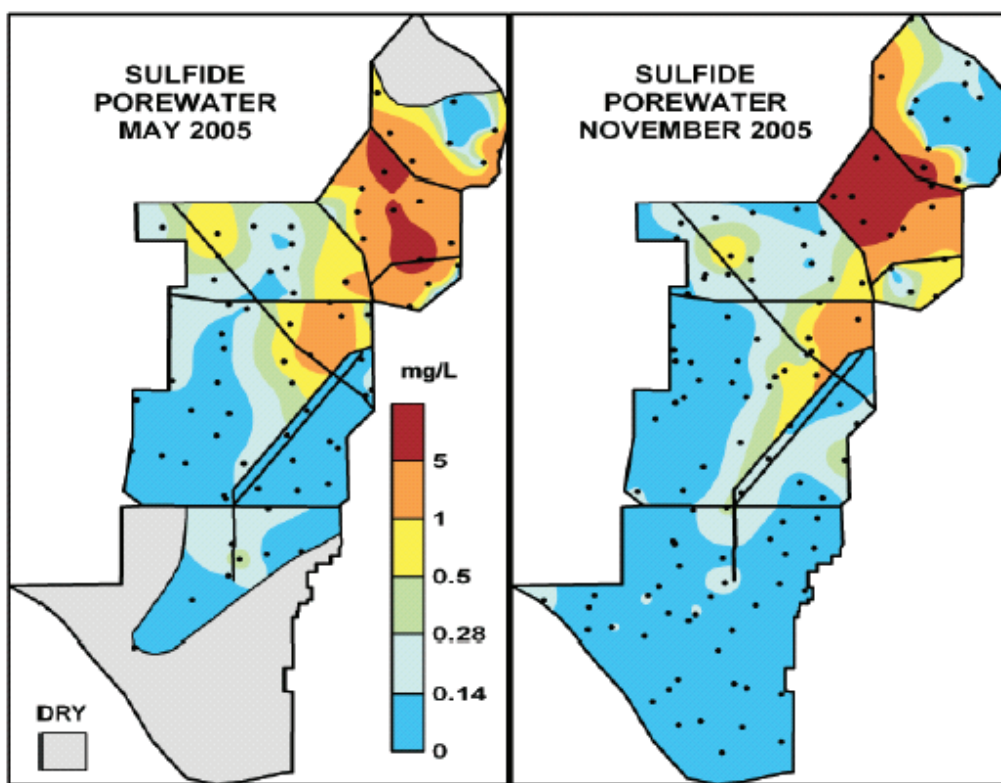 SULFIDE
POREWATER
MAY 2005
mg/L
5
1
0.5
0.28
0.14
0
DRY
SULFIDE
POREWATER
NOVEMBER 2005